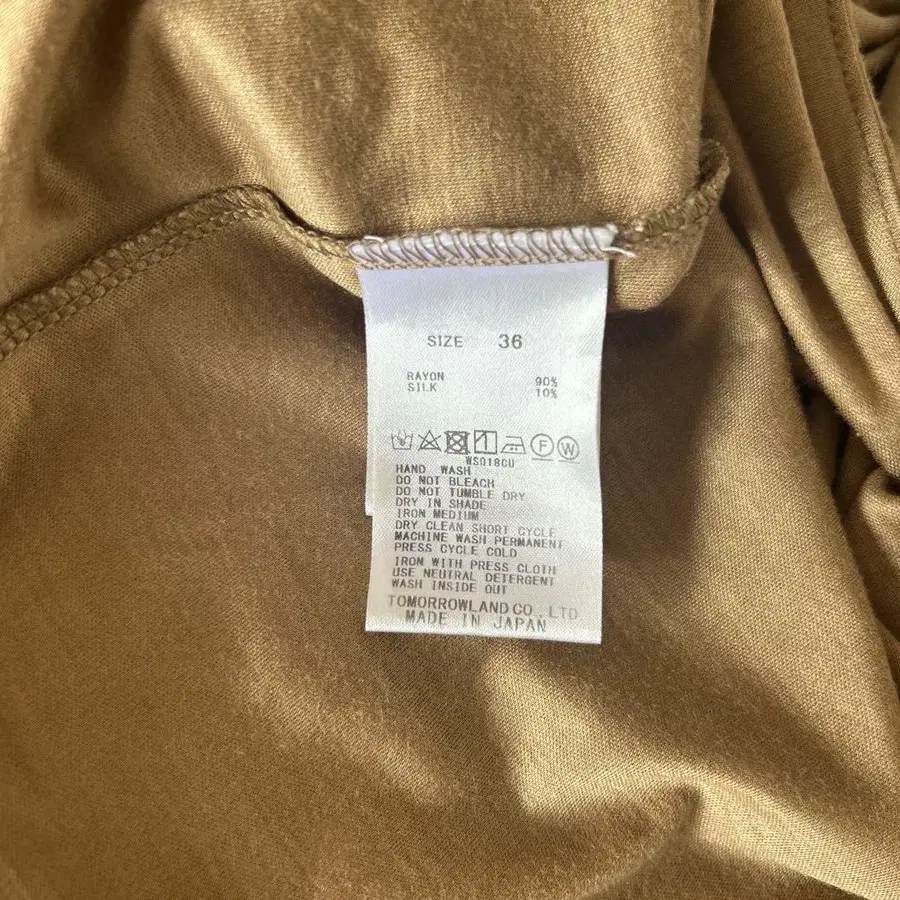 SIZE 36
RAYON 90%
SILK 10%
F W
WS018CU
HAND WASH
DO NOT BLEACH
DO NOT TUMBLE DRY
DRY IN SHADE
IRON MEDIUM
DRY CLEAN SHORT CYCLE
MACHINE WASH PERMANENT
PRESS CYCLE COLD
IRON WITH PRESS CLOTH
USE NEUTRAL DETERGENT
WASH INSIDE OUT
TOMORROWLAND CO., LTD.
MADE IN JAPAN